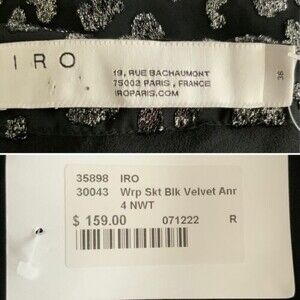 IRO
19, RUE BACHAUMONT
75002 PARIS , FRANCE
IROPARIS.COM
36
35898 IRO
30043 Wrp Skt Blk Velvet Anr
4 NWT
$ 159.00 071222 R